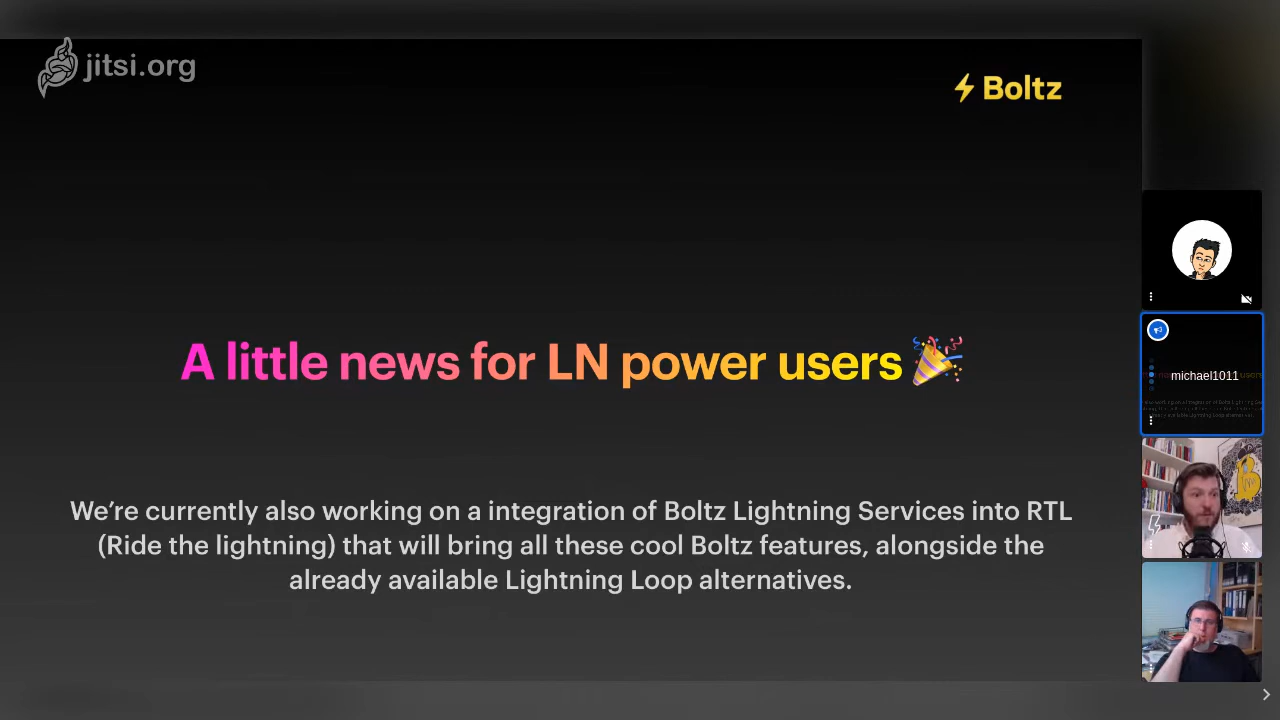 jitsi.org
Boltz
A little news for LN power users
We're currently also working on a integration of Boltz Lightning Services into RTL
(Ride the lightning) that will bring all these cool Boltz features, alongside the
already available Lightning Loop alternatives.
michael1011